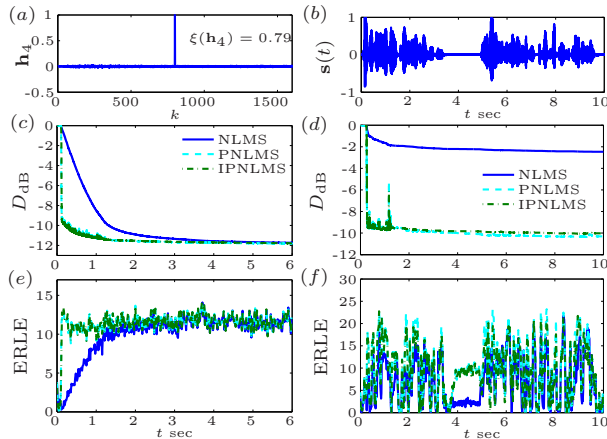 (a)
1
0.5
0
-0.5
h4
ξ(h4) = 0.79
0 500 1000 1500
k
(b)
1
0
-1
s(t)
0 2 4 6 8 10
t sec
(c)
0
-2
-4
-6
-8
-10
-12
DdB
NLMS
PNLMS
IPNLMS
0 1 2 3 4 5 6
(d)
0
-2
-4
-6
-8
-10
-12
DdB
NLMS
PNLMS
IPNLMS
0 2 4 6 8 10
(e)
15
10
5
0
ERLE
0 1 2 3 4 5 6
t sec
(f)
30
25
20
15
10
5
0
ERLE
0 2 4 6 8 10
t sec